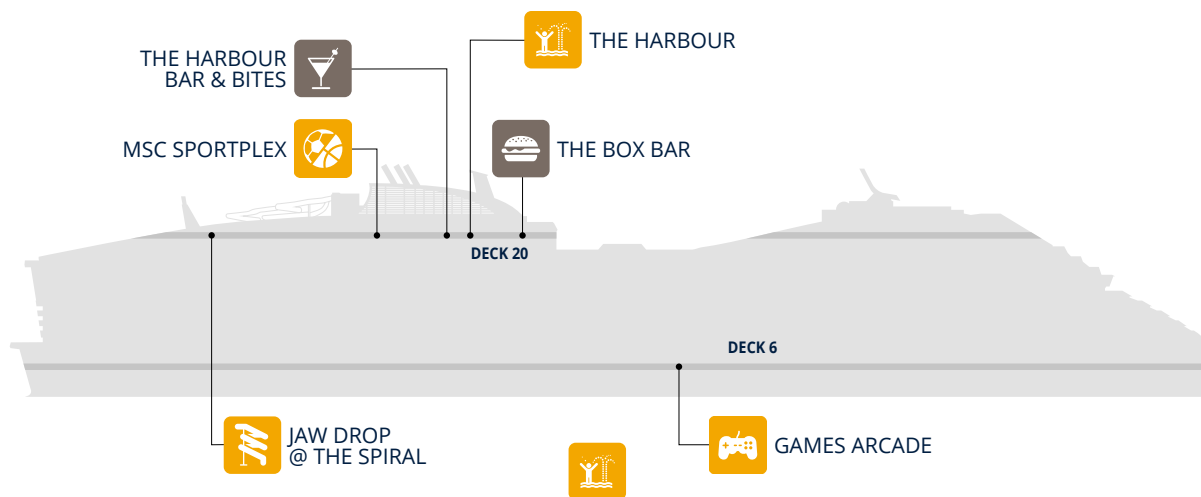 THE HARBOUR
THE HARBOUR
BAR & BITES
MSC SPORTPLEX
THE BOX BAR
DECK 20
DECK 6
JAW DROP
@ THE SPIRAL
GAMES ARCADE